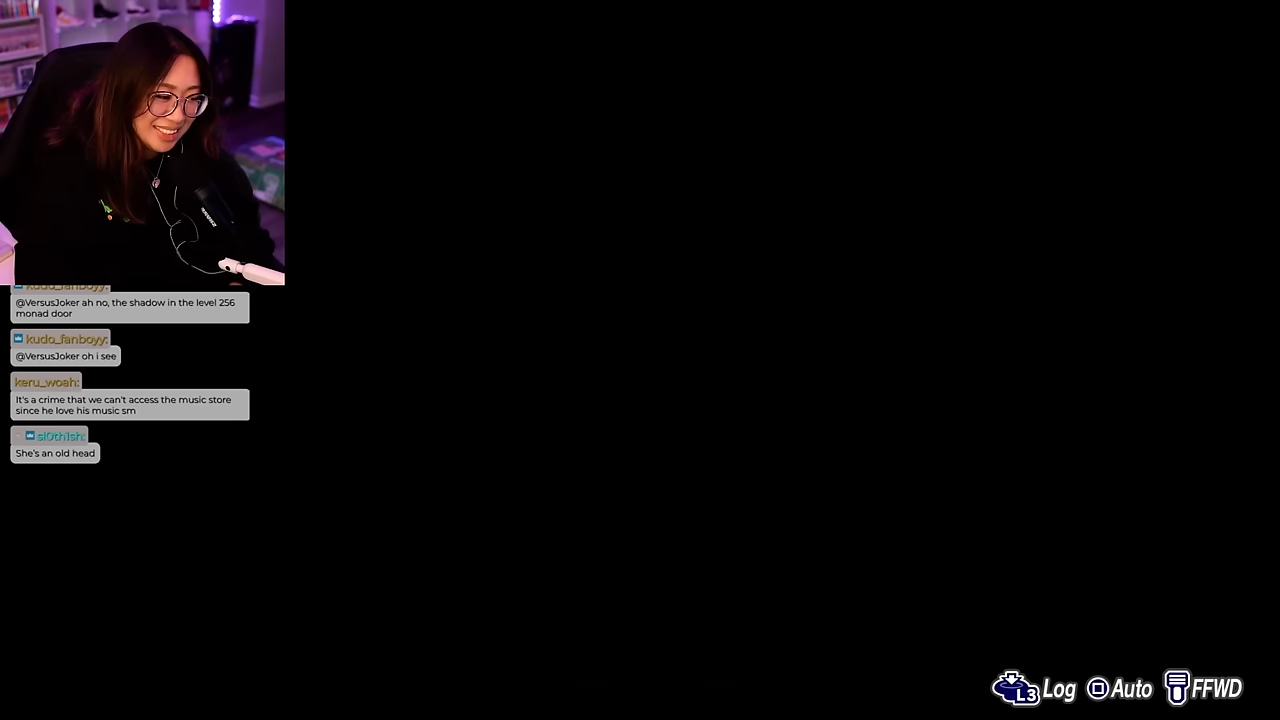 kudo_fanboyy:
@VersusJoker ah no, the shadow in the level 256
monad door
kudo_fanboyy:
@VersusJoker oh i see
keru_woah:
It's a crime that we can't access the music store
since he love his music sm
sl0th1sh:
She's an old head
L3 Log Auto FFWD